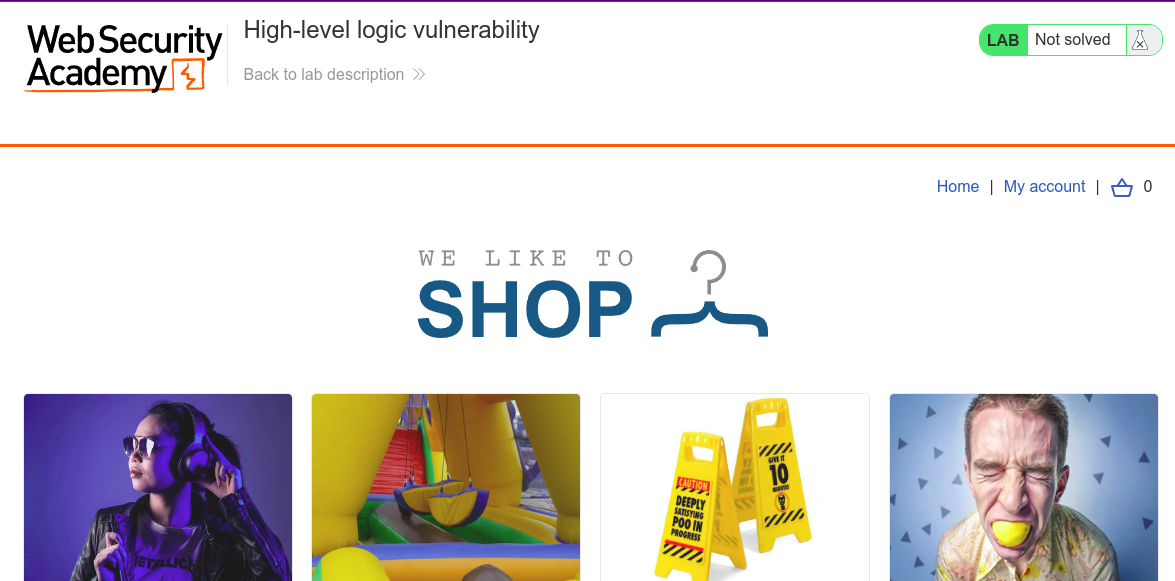 Web Security
Academy
High-level logic vulnerability
Back to lab description
LAB Not solved
Home | My account | 0
WE LIKE TO
SHOP
METALLICA
CAUTION
DEEPLY
SATISFYING
POO IN
PROGRESS
GIVE IT
10
MINUTES